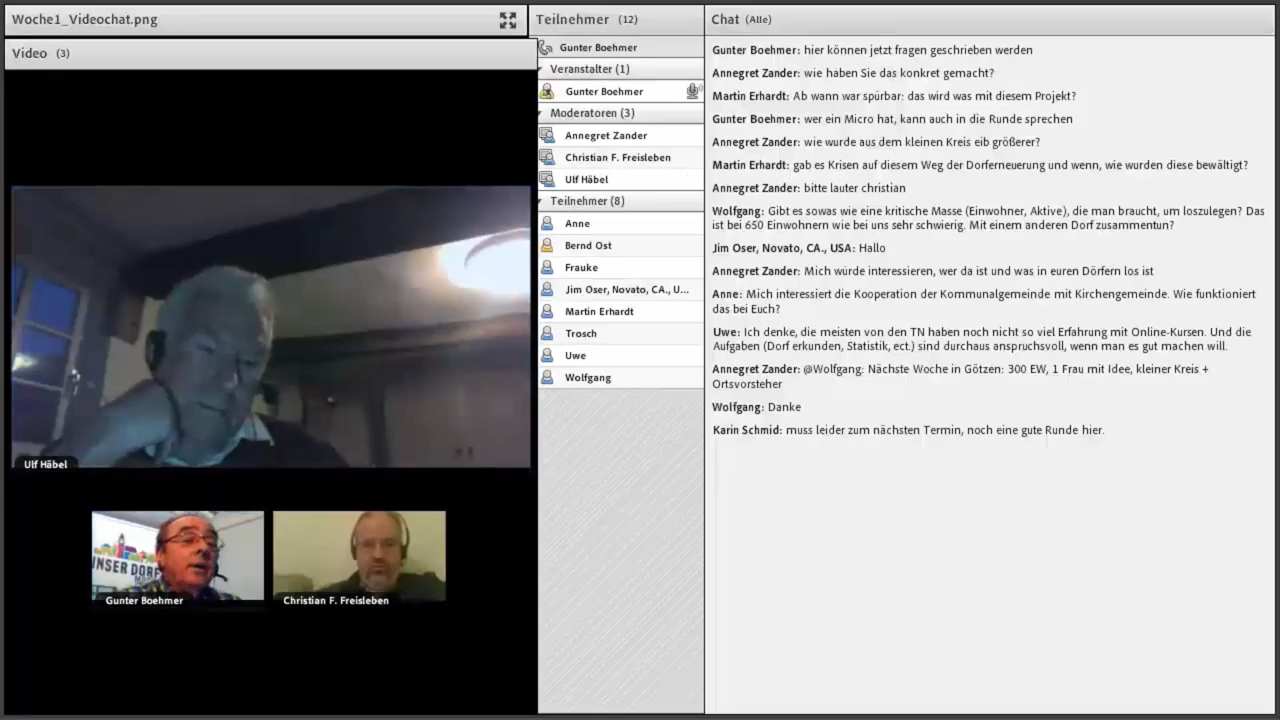 Woche1_Videochat.png
Video (3)
Ulf Häbel
UNSER DORF
Gunter Boehmer
Christian F. Freisleben
Teilnehmer (12)
Gunter Boehmer
Veranstalter (1)
Gunter Boehmer
Moderatoren (3)
Annegret Zander
Christian F. Freisleben
Ulf Häbel
Teilnehmer (8)
Anne
Bernd Ost
Frauke
Jim Oser, Novato, CA., U...
Martin Erhardt
Trosch
Uwe
Wolfgang
Chat (Alle)
Gunter Boehmer: hier können jetzt fragen geschrieben werden
Annegret Zander: wie haben Sie das konkret gemacht?
Martin Erhardt: Ab wann war spürbar: das wird was mit diesem Projekt?
Gunter Boehmer: wer ein Micro hat, kann auch in die Runde sprechen
Annegret Zander: wie wurde aus dem kleinen Kreis eib größerer?
Martin Erhardt: gab es Krisen auf diesem Weg der Dorferneuerung und wenn, wie wurden diese bewältigt?
Annegret Zander: bitte lauter christian
Wolfgang: Gibt es sowas wie eine kritische Masse (Einwohner, Aktive), die man braucht, um loszulegen? Das
ist bei 650 Einwohnern wie bei uns sehr schwierig. Mit einem anderen Dorf zusammentun?
Jim Oser, Novato, CA., USA: Hallo
Annegret Zander: Mich würde interessieren, wer da ist und was in euren Dörfern los ist
Anne: Mich interessiert die Kooperation der Kommunalgemeinde mit Kirchengemeinde. Wie funktioniert
das bei Euch?
Uwe: Ich denke, die meisten von den TN haben noch nicht so viel Erfahrung mit Online-Kursen. Und die
Aufgaben (Dorf erkunden, Statistik, ect.) sind durchaus anspruchsvoll, wenn man es gut machen will.
Annegret Zander: @Wolfgang: Nächste Woche in Götzen: 300 EW, 1 Frau mit Idee, kleiner Kreis +
Ortsvorsteher
Wolfgang: Danke
Karin Schmid: muss leider zum nächsten Termin, noch eine gute Runde hier.